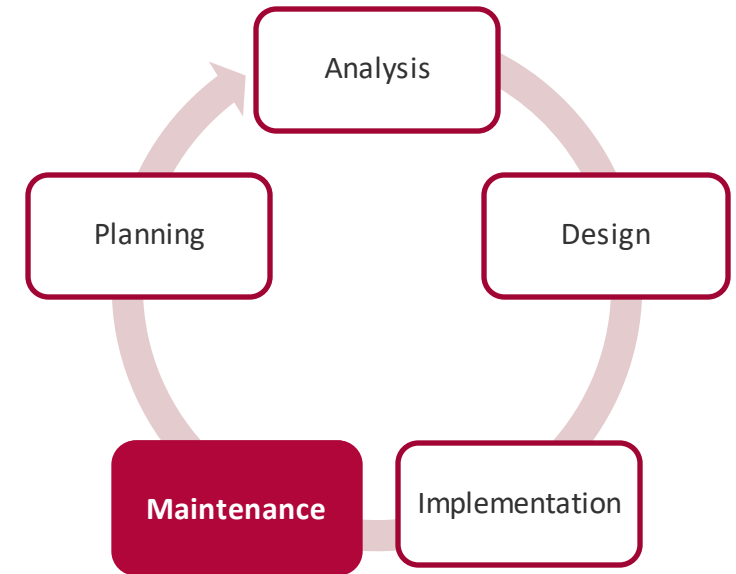 Analysis
Planning
Design
Maintenance
Implementation